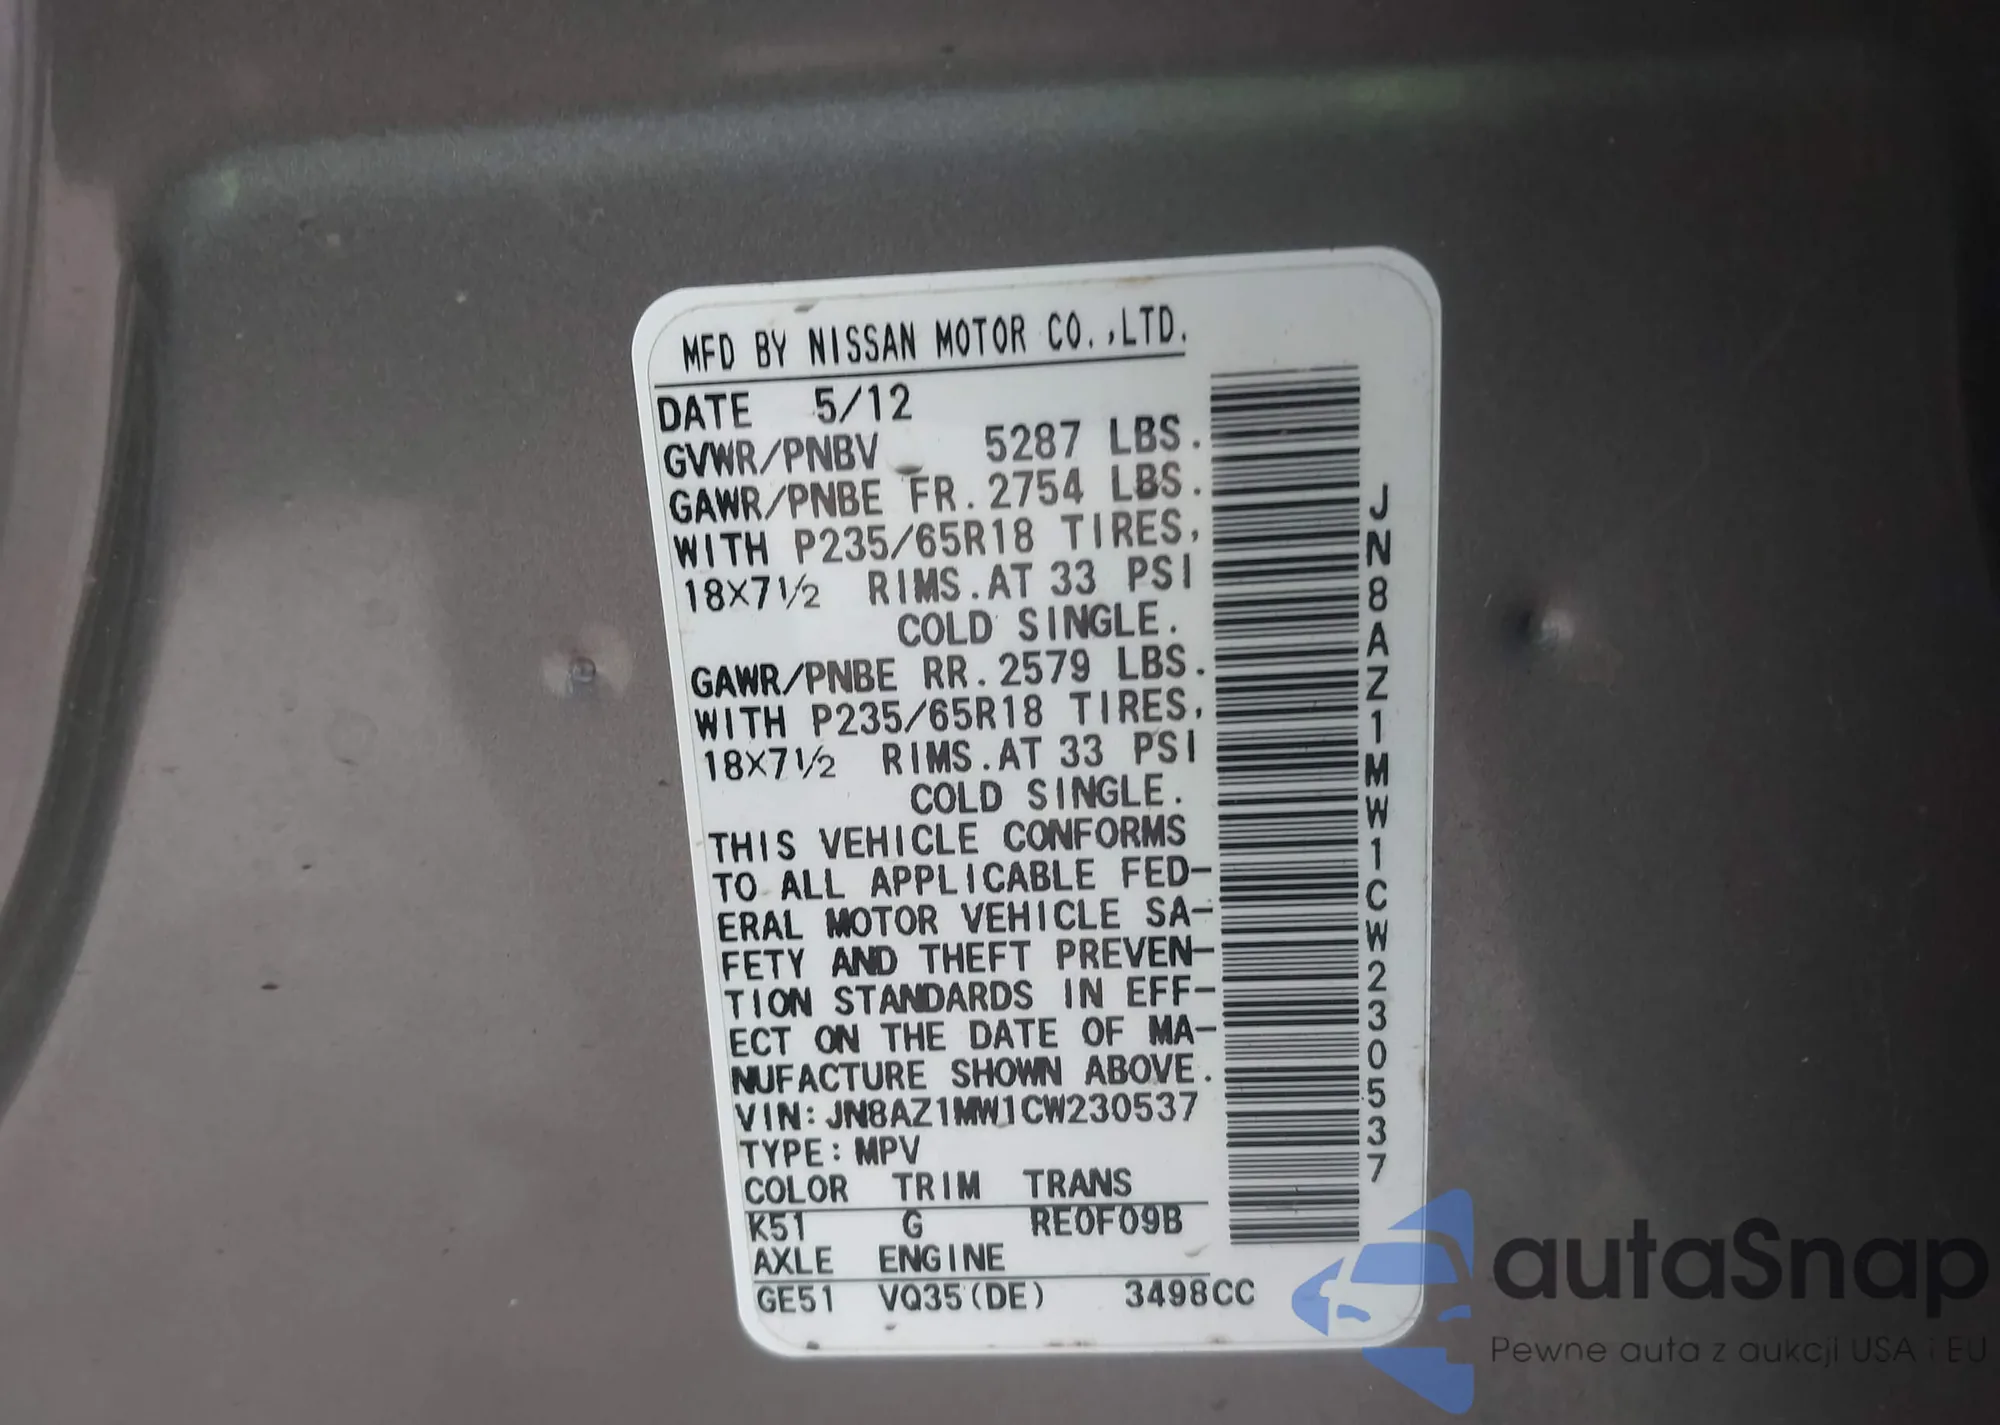 MFD BY NISSAN MOTOR CO.,LTD.
DATE 5/12
GVWR/PNBV 5287 LBS.
GAWR/PNBE FR. 2754 LBS.
WITH P235/65R18 TIRES,
18X7 1/2 RIMS. AT 33 PSI
COLD SINGLE.
GAWR/PNBE RR. 2579 LBS.
WITH P235/65R18 TIRES,
18X7 1/2 RIMS. AT 33 PSI
COLD SINGLE.
THIS VEHICLE CONFORMS
TO ALL APPLICABLE FED-
ERAL MOTOR VEHICLE SA-
FETY AND THEFT PREVEN-
TION STANDARDS IN EFF-
ECT ON THE DATE OF MA-
NUFACTURE SHOWN ABOVE.
VIN: JN8AZ1MW1CW230537
TYPE: MPV
COLOR TRIM TRANS
K51 G RE0F09B
AXLE ENGINE
GE51 VQ35(DE) 3498CC
JN8AZ1MW1CW230537
autaSnap
Pewne auta z aukcji USA i EU